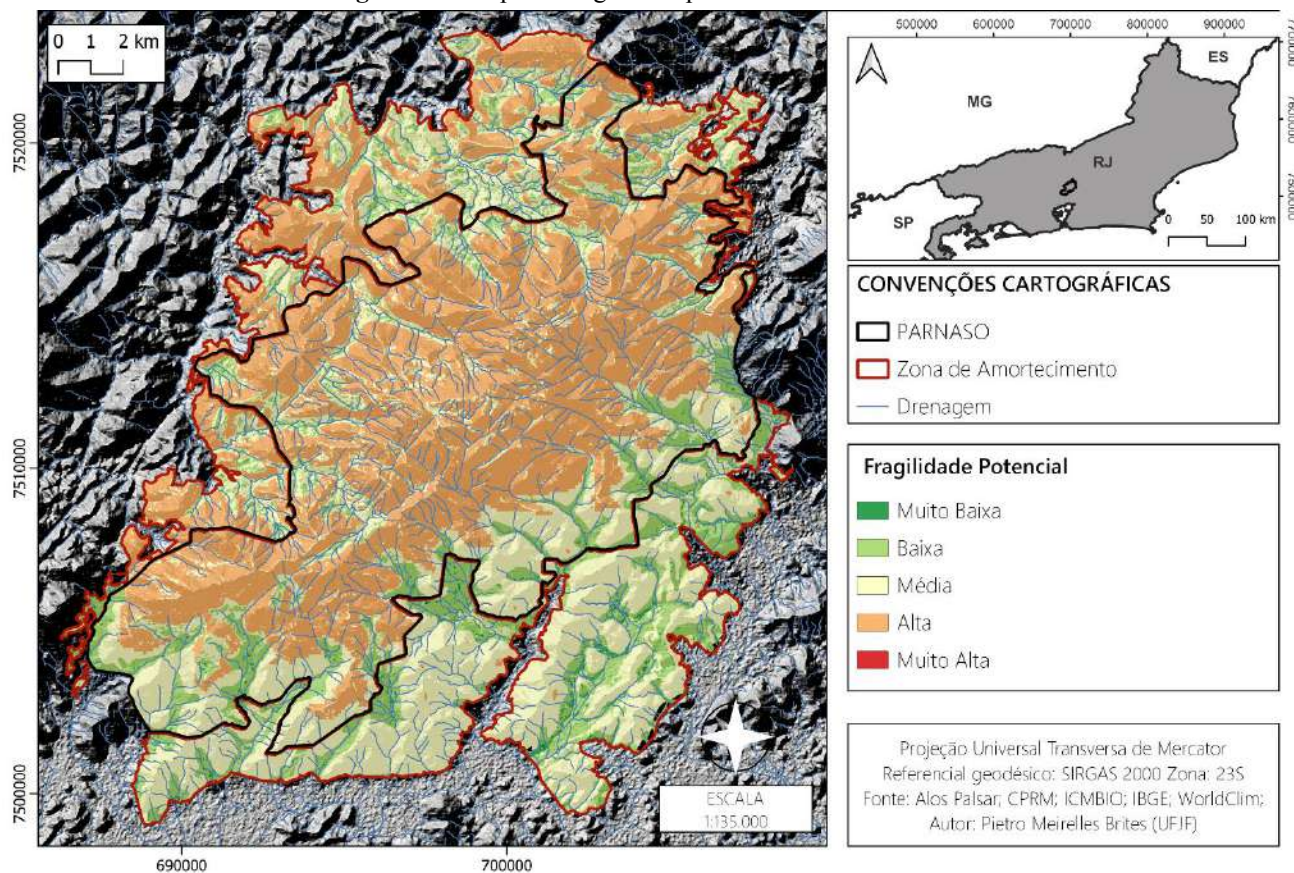 0 1 2 km
7520000
7510000
7500000
690000
700000
ESCALA
1:135.000
500000 600000 700000 800000 900000
MG
ES
RJ
SP
0 50 100 km
CONVENÇÕES CARTOGRÁFICAS
PARNASO
Zona de Amortecimento
Drenagem
Fragilidade Potencial
Muito Baixa
Baixa
Média
Alta
Muito Alta
Projeção Universal Transversa de Mercator
Referencial geodésico: SIRGAS 2000 Zona: 23S
Fonte: Alos Palsar; CPRM; ICMBIO; IBGE; WorldClim;
Autor: Pietro Meirelles Brites (UFJF)